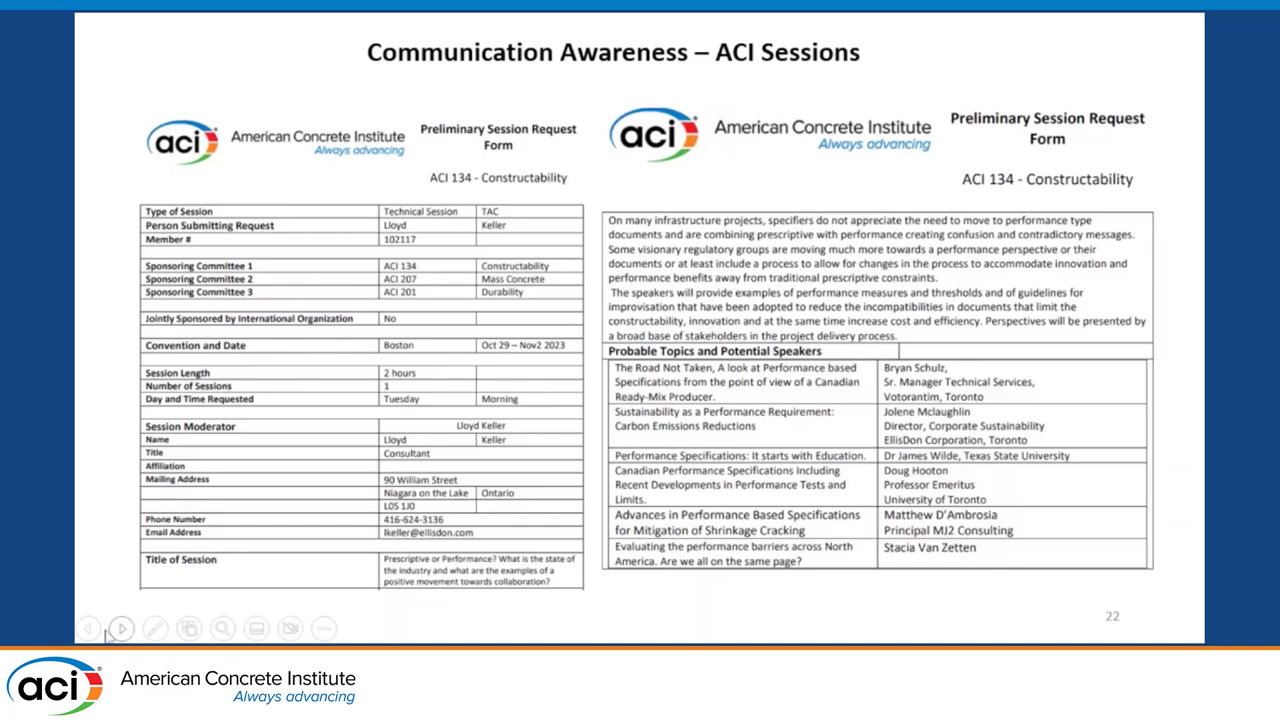 Communication Awareness – ACI Sessions
aci
American Concrete Institute
Always advancing
Preliminary Session Request
Form
ACI 134 - Constructability
Type of Session Technical Session TAC
Person Submitting Request Lloyd Keller
Member # 102117
Sponsoring Committee 1 ACI 134 Constructability
Sponsoring Committee 2 ACI 207 Mass Concrete
Sponsoring Committee 3 ACI 201 Durability
Jointly Sponsored by International Organization No
Convention and Date Boston Oct 29 – Nov2 2023
Session Length 2 hours
Number of Sessions 1
Day and Time Requested Tuesday Morning
Session Moderator Lloyd Keller
Name Lloyd Keller
Title Consultant
Affiliation
Mailing Address 90 William Street
Niagara on the Lake Ontario
L0S 1J0
Phone Number 416-624-3136
Email Address lkeller@ellisdon.com
Title of Session Prescriptive or Performance? What is the state of
the industry and what are the examples of a
positive movement towards collaboration?
aci
American Concrete Institute
Always advancing
Preliminary Session Request
Form
ACI 134 - Constructability
On many infrastructure projects, specifiers do not appreciate the need to move to performance type
documents and are combining prescriptive with performance creating confusion and contradictory messages.
Some visionary regulatory groups are moving much more towards a performance perspective or their
documents or at least include a process to allow for changes in the process to accommodate innovation and
performance benefits away from traditional prescriptive constraints.
The speakers will provide examples of performance measures and thresholds and of guidelines for
improvisation that have been adopted to reduce the incompatibilities in documents that limit the
constructability, innovation and at the same time increase cost and efficiency. Perspectives will be presented by
a broad base of stakeholders in the project delivery process.
Probable Topics and Potential Speakers
The Road Not Taken, A look at Performance based Bryan Schulz,
Specifications from the point of view of a Canadian Sr. Manager Technical Services,
Ready-Mix Producer. Votorantim, Toronto
Sustainability as a Performance Requirement: Jolene Mclaughlin
Carbon Emissions Reductions Director, Corporate Sustainability
EllisDon Corporation, Toronto
Performance Specifications: It starts with Education. Dr James Wilde, Texas State University
Canadian Performance Specifications Including Doug Hooton
Recent Developments in Performance Tests and Professor Emeritus
Limits. University of Toronto
Advances in Performance Based Specifications Matthew D’Ambrosia
for Mitigation of Shrinkage Cracking Principal MJ2 Consulting
Evaluating the performance barriers across North Stacia Van Zetten
America. Are we all on the same page?
22
aci
American Concrete Institute
Always advancing